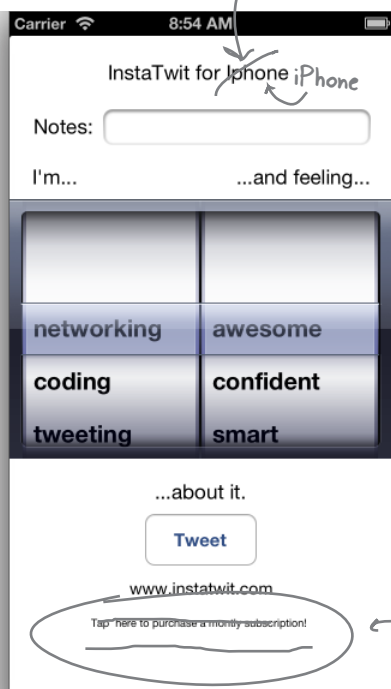 Carrier 8:54 AM
InstaTwit for Iphone iPhone
Notes:
I'm... ...and feeling...
networking awesome
coding confident
tweeting smart
...about it.
Tweet
www.instatwit.com
Tap here to purchase a montly subscription!